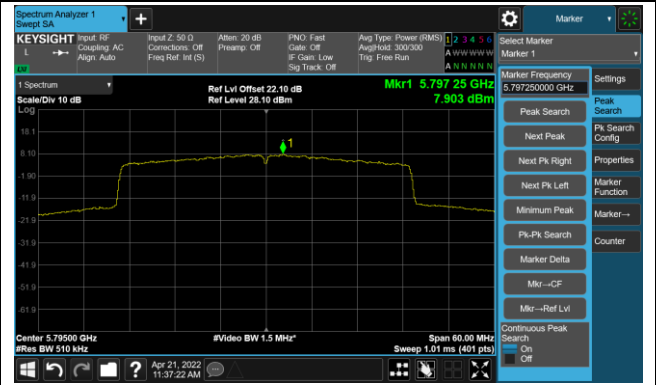 Spectrum Analyzer 1
Swept SA
Marker
KEYSIGHT
Input: RF
Coupling: AC
Align: Auto
Input Z: 50 Ω
Corrections: Off
Freq Ref: Int (S)
Atten: 20 dB
Preamp: Off
PNO: Fast
Gate: Off
IF Gain: Low
Sig Track: Off
Avg Type: Power (RMS)
Avg|Hold: 300/300
Trig: Free Run
1 2 3 4 5 6
A W W W W W
A N N N N N
L
LXI
Select Marker
Marker 1
1 Spectrum
Ref Lvl Offset 22.10 dB
Mkr1 5.797 25 GHz
Scale/Div 10 dB
Ref Level 28.10 dBm
7.903 dBm
Log
18.1
8.10
-1.90
-11.9
-21.9
-31.9
-41.9
-51.9
-61.9
1
Center 5.79500 GHz
#Video BW 1.5 MHz*
Span 60.00 MHz
#Res BW 510 kHz
Sweep 1.01 ms (401 pts)
Marker Frequency
5.797250000 GHz
Peak Search
Next Peak
Next Pk Right
Next Pk Left
Minimum Peak
Pk-Pk Search
Marker Delta
Mkr→CF
Mkr→Ref Lvl
Continuous Peak
Search
On
Off
Settings
Peak
Search
Pk Search
Config
Properties
Marker
Function
Marker→
Counter
?
Apr 21, 2022
11:37:22 AM